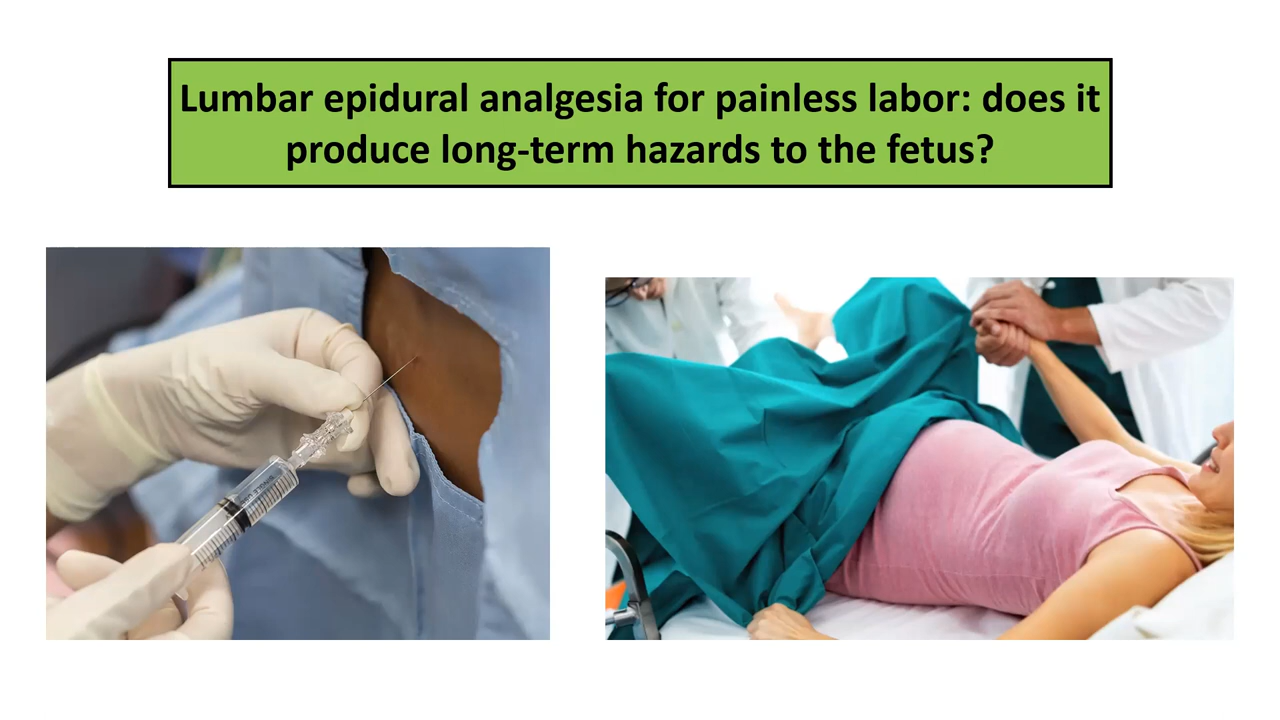 Lumbar epidural analgesia for painless labor: does it
produce long-term hazards to the fetus?